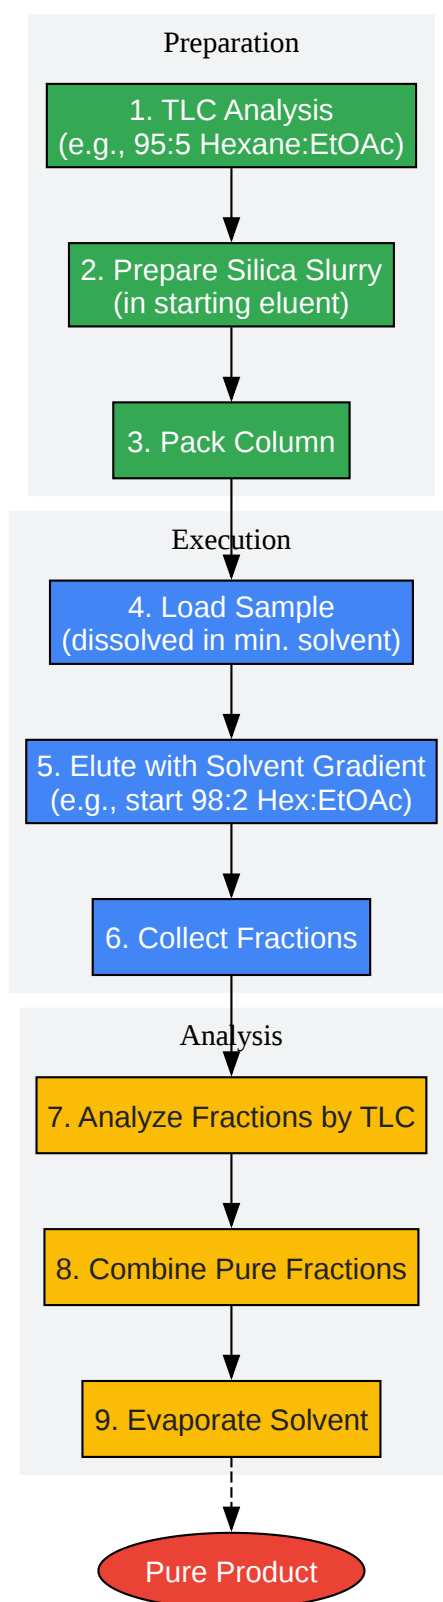 Preparation
1. TLC Analysis
(e.g., 95:5 Hexane:EtOAc)
2. Prepare Silica Slurry
(in starting eluent)
3. Pack Column
Execution
4. Load Sample
(dissolved in min. solvent)
5. Elute with Solvent Gradient
(e.g., start 98:2 Hex:EtOAc)
6. Collect Fractions
Analysis
7. Analyze Fractions by TLC
8. Combine Pure Fractions
9. Evaporate Solvent
Pure Product